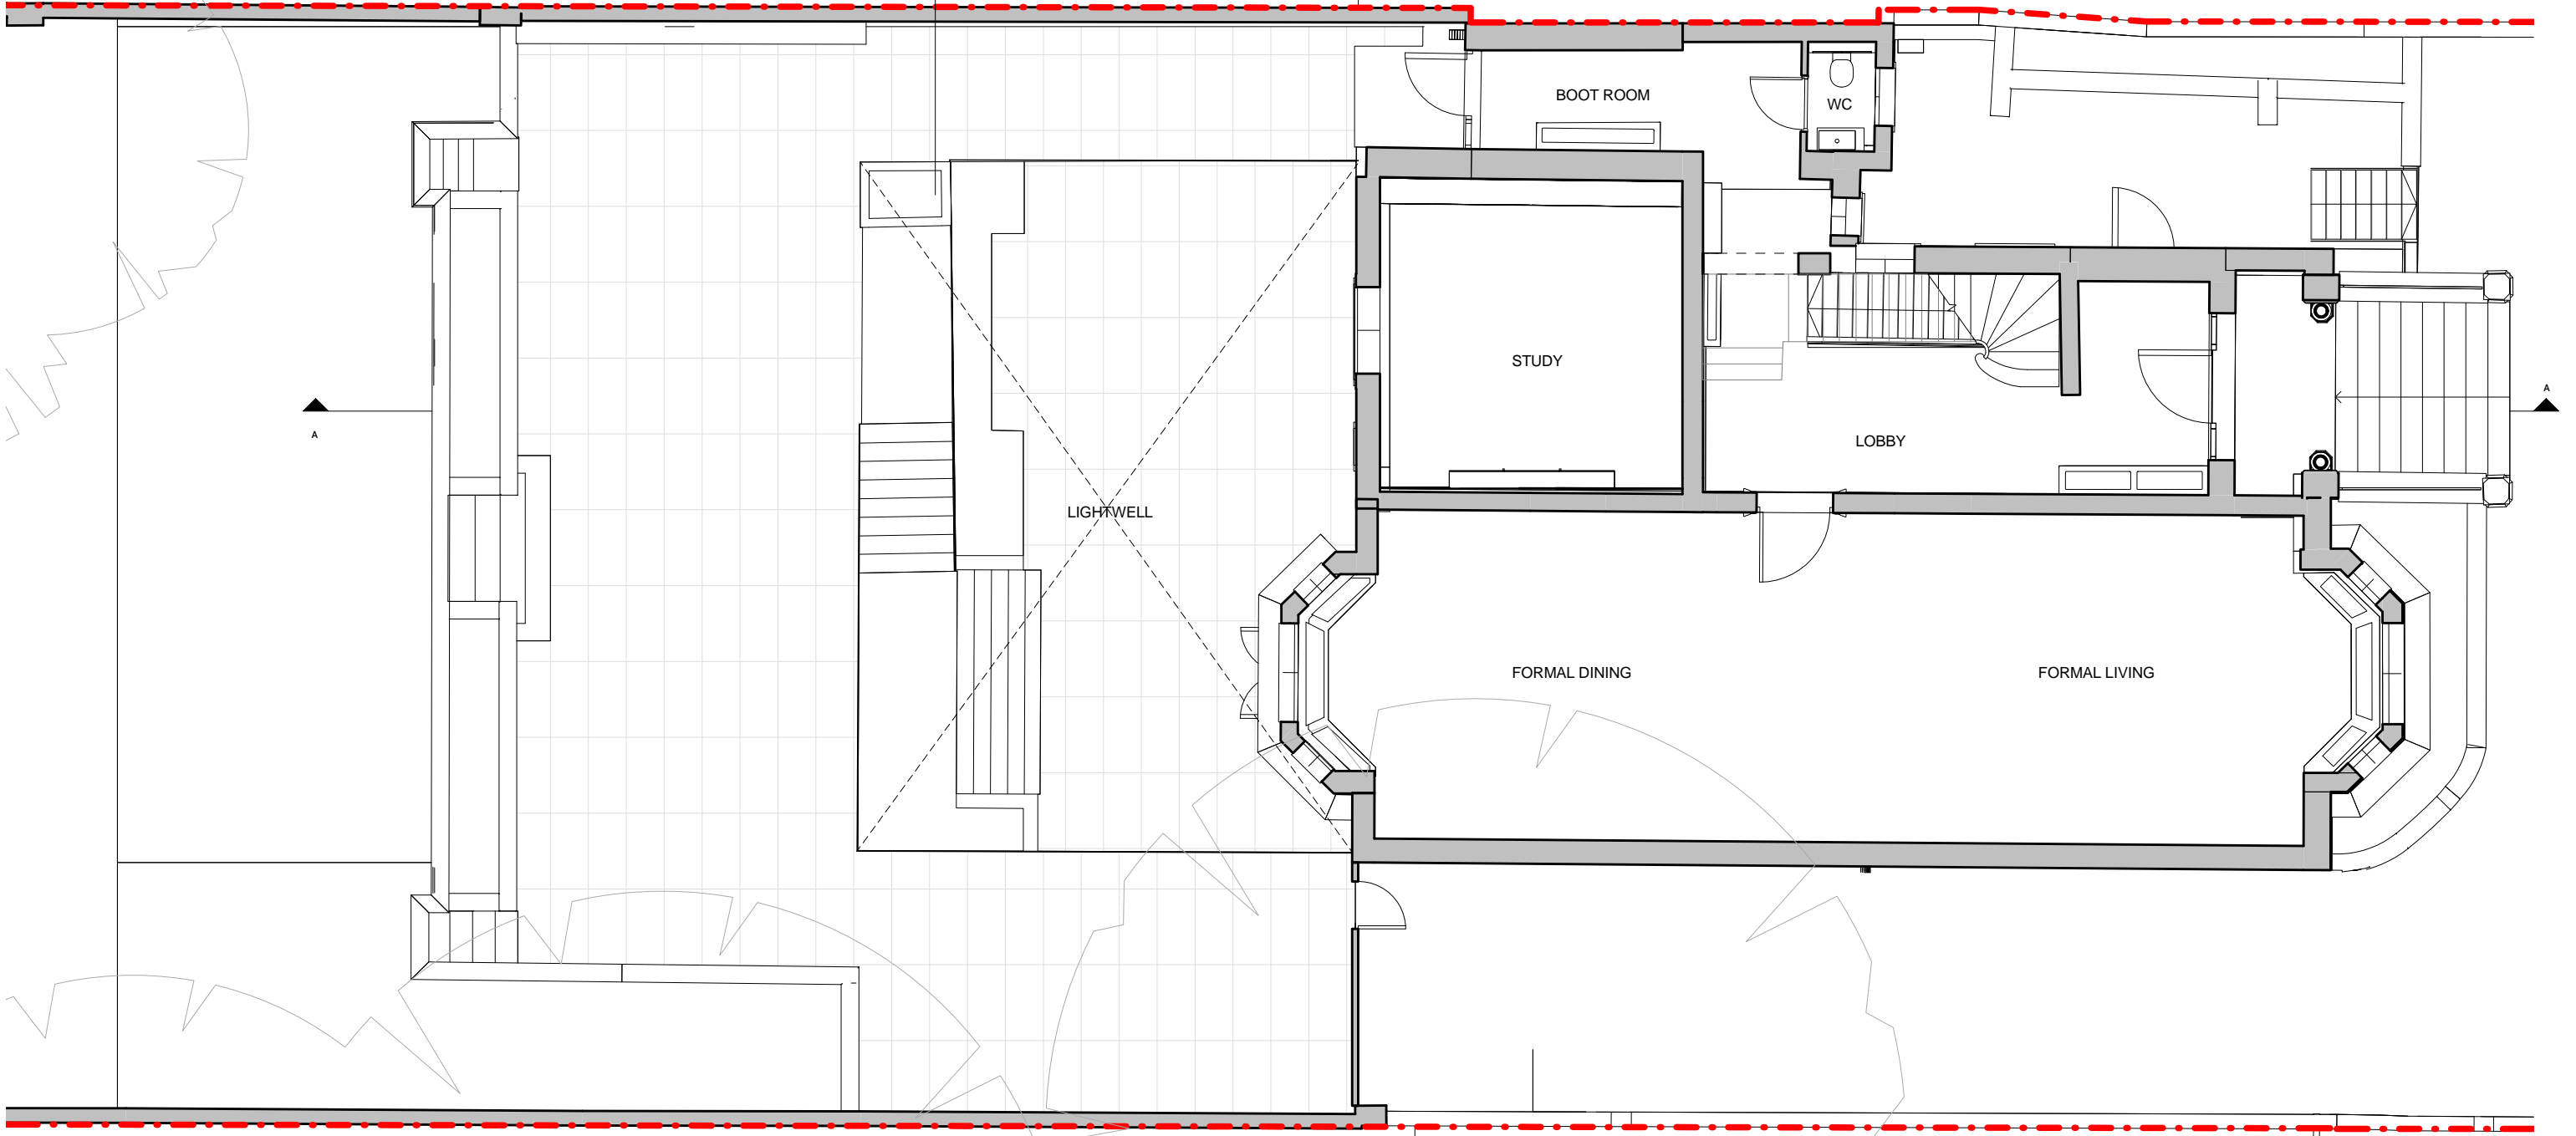 BOOT ROOM
WC
STUDY
A
A
LOBBY
LIGHTWELL
FORMAL DINING
FORMAL LIVING